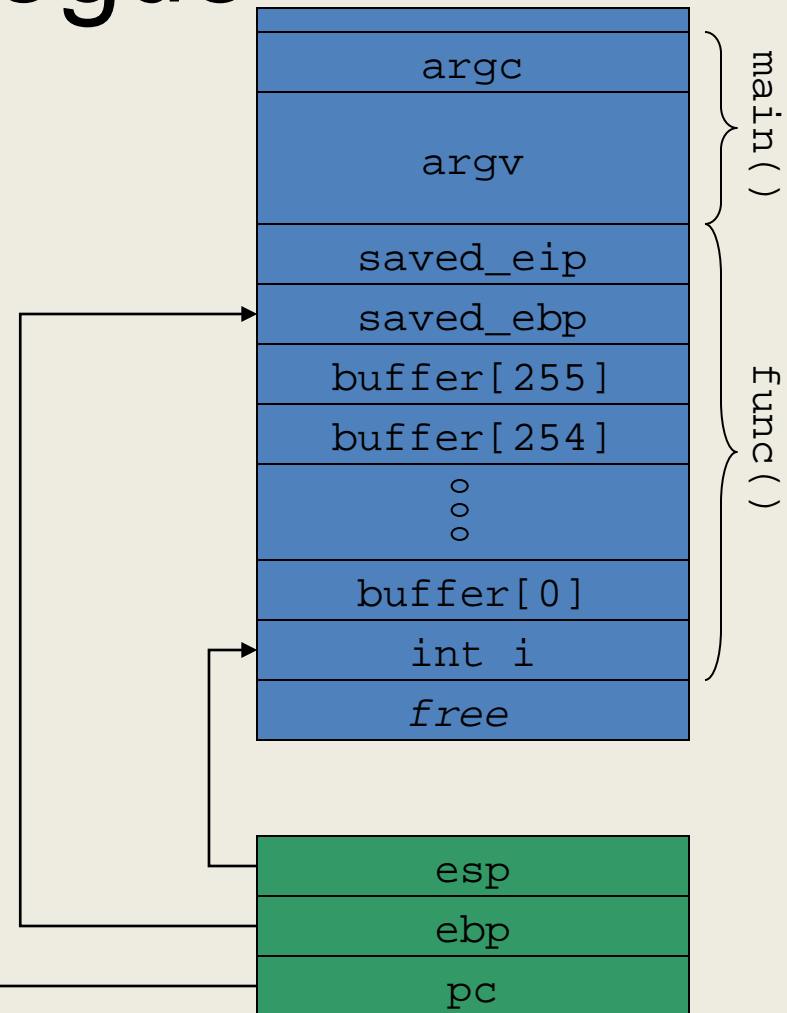 argc
argv
saved_eip
saved_ebp
buffer[255]
buffer[254]
buffer[0]
int i
free
main()
func()
esp
ebp
pc